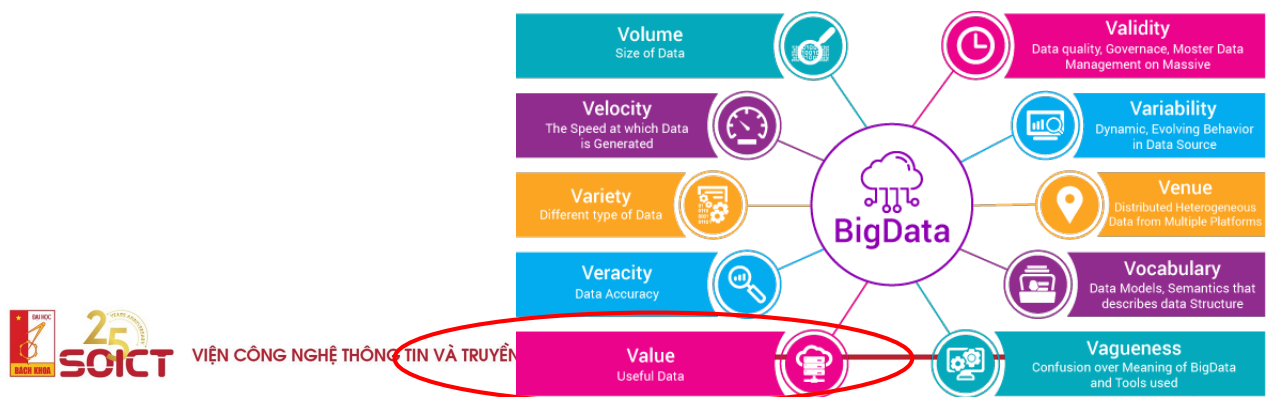 Volume
Size of Data
Velocity
The Speed at which Data
is Generated
Variety
Different type of Data
Veracity
Data Accuracy
Value
Useful Data
BigData
Validity
Data quality, Governace, Moster Data
Management on Massive
Variability
Dynamic, Evolving Behavior
in Data Source
Venue
Distributed Heterogeneous
Data from Multiple Platforms
Vocabulary
Data Models, Semantics that
describes data Structure
Vagueness
Confusion over Meaning of BigData
and Tools used
ĐẠI HỌC
BÁCH KHOA
25
YEARS ANNIVERSARY
SOICT
VIỆN CÔNG NGHỆ THÔNG TIN VÀ TRUYỀN